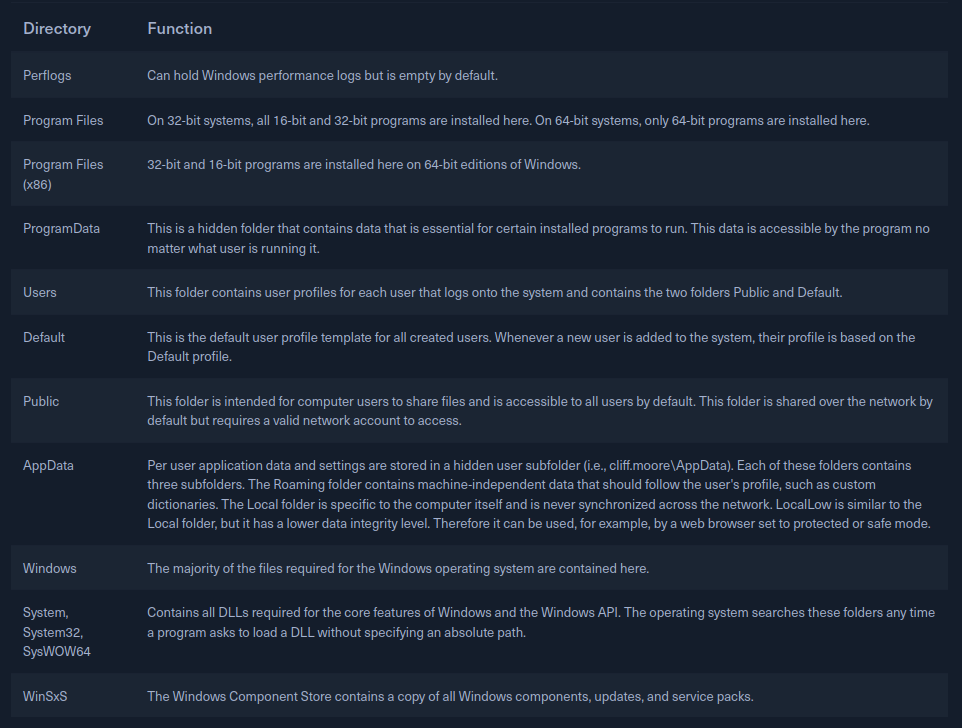 Directory Function
Perflogs Can hold Windows performance logs but is empty by default.
Program Files On 32-bit systems, all 16-bit and 32-bit programs are installed here. On 64-bit systems, only 64-bit programs are installed here.
Program Files 32-bit and 16-bit programs are installed here on 64-bit editions of Windows.
(x86)
ProgramData This is a hidden folder that contains data that is essential for certain installed programs to run. This data is accessible by the program no
matter what user is running it.
Users This folder contains user profiles for each user that logs onto the system and contains the two folders Public and Default.
Default This is the default user profile template for all created users. Whenever a new user is added to the system, their profile is based on the
Default profile.
Public This folder is intended for computer users to share files and is accessible to all users by default. This folder is shared over the network by
default but requires a valid network account to access.
AppData Per user application data and settings are stored in a hidden user subfolder (i.e., cliff.moore\AppData). Each of these folders contains
three subfolders. The Roaming folder contains machine-independent data that should follow the user's profile, such as custom
dictionaries. The Local folder is specific to the computer itself and is never synchronized across the network. LocalLow is similar to the
Local folder, but it has a lower data integrity level. Therefore it can be used, for example, by a web browser set to protected or safe mode.
Windows The majority of the files required for the Windows operating system are contained here.
System, Contains all DLLs required for the core features of Windows and the Windows API. The operating system searches these folders any time
System32, a program asks to load a DLL without specifying an absolute path.
SysWOW64
WinSxS The Windows Component Store contains a copy of all Windows components, updates, and service packs.